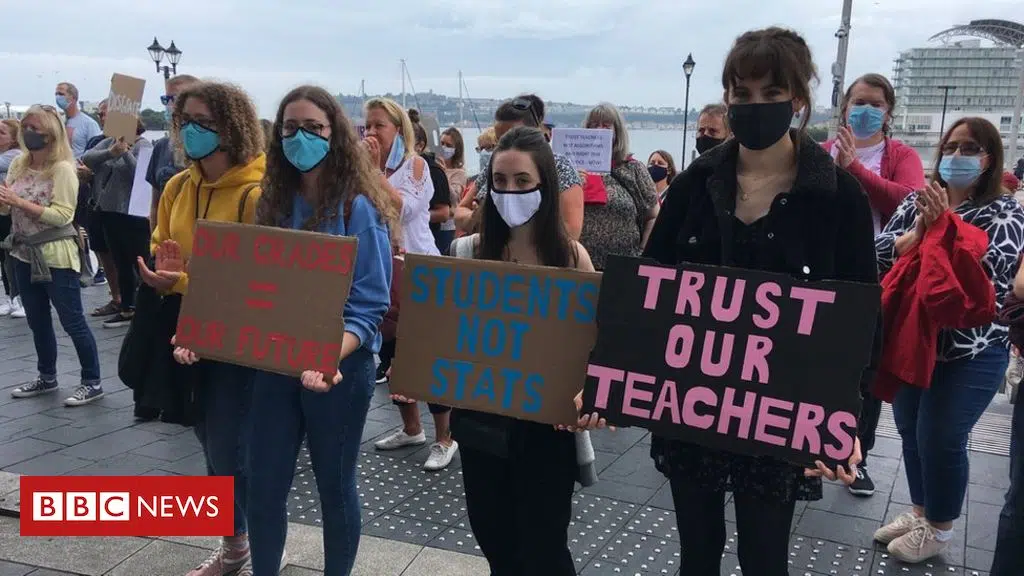 OUR GRADES
=
OUR FUTURE
STUDENTS
NOT
STATS
TRUST
OUR
TEACHERS
BBC NEWS